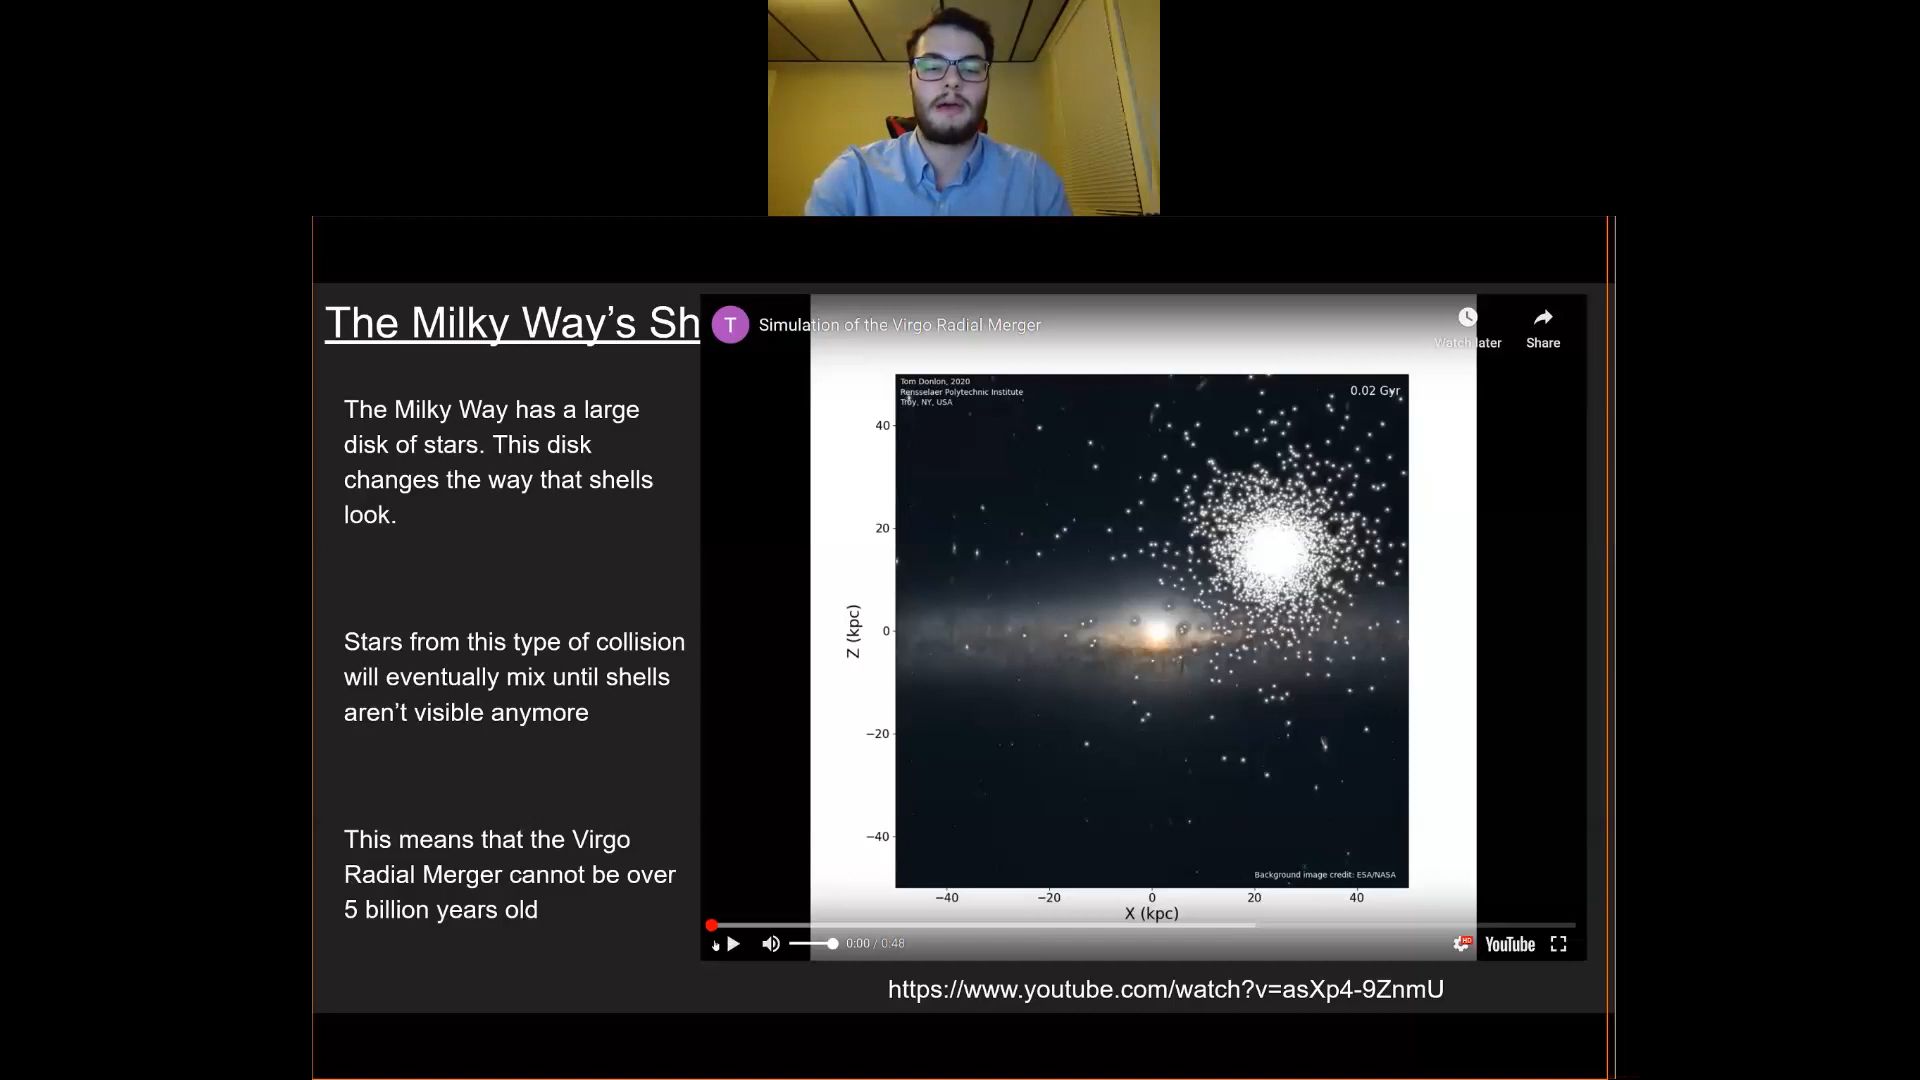 The Milky Way’s Sh
T
Simulation of the Virgo Radial Merger
Watch later
Share
The Milky Way has a large
disk of stars. This disk
changes the way that shells
look.
Stars from this type of collision
will eventually mix until shells
aren’t visible anymore
This means that the Virgo
Radial Merger cannot be over
5 billion years old
Tom Donlon, 2020
Rensselaer Polytechnic Institute
Troy, NY, USA
0.02 Gyr
40
20
0
−20
−40
Z (kpc)
Background image credit: ESA/NASA
−40 −20 0 20 40
X (kpc)
0:00 / 0:48
HD
YouTube
https://www.youtube.com/watch?v=asXp4-9ZnmU